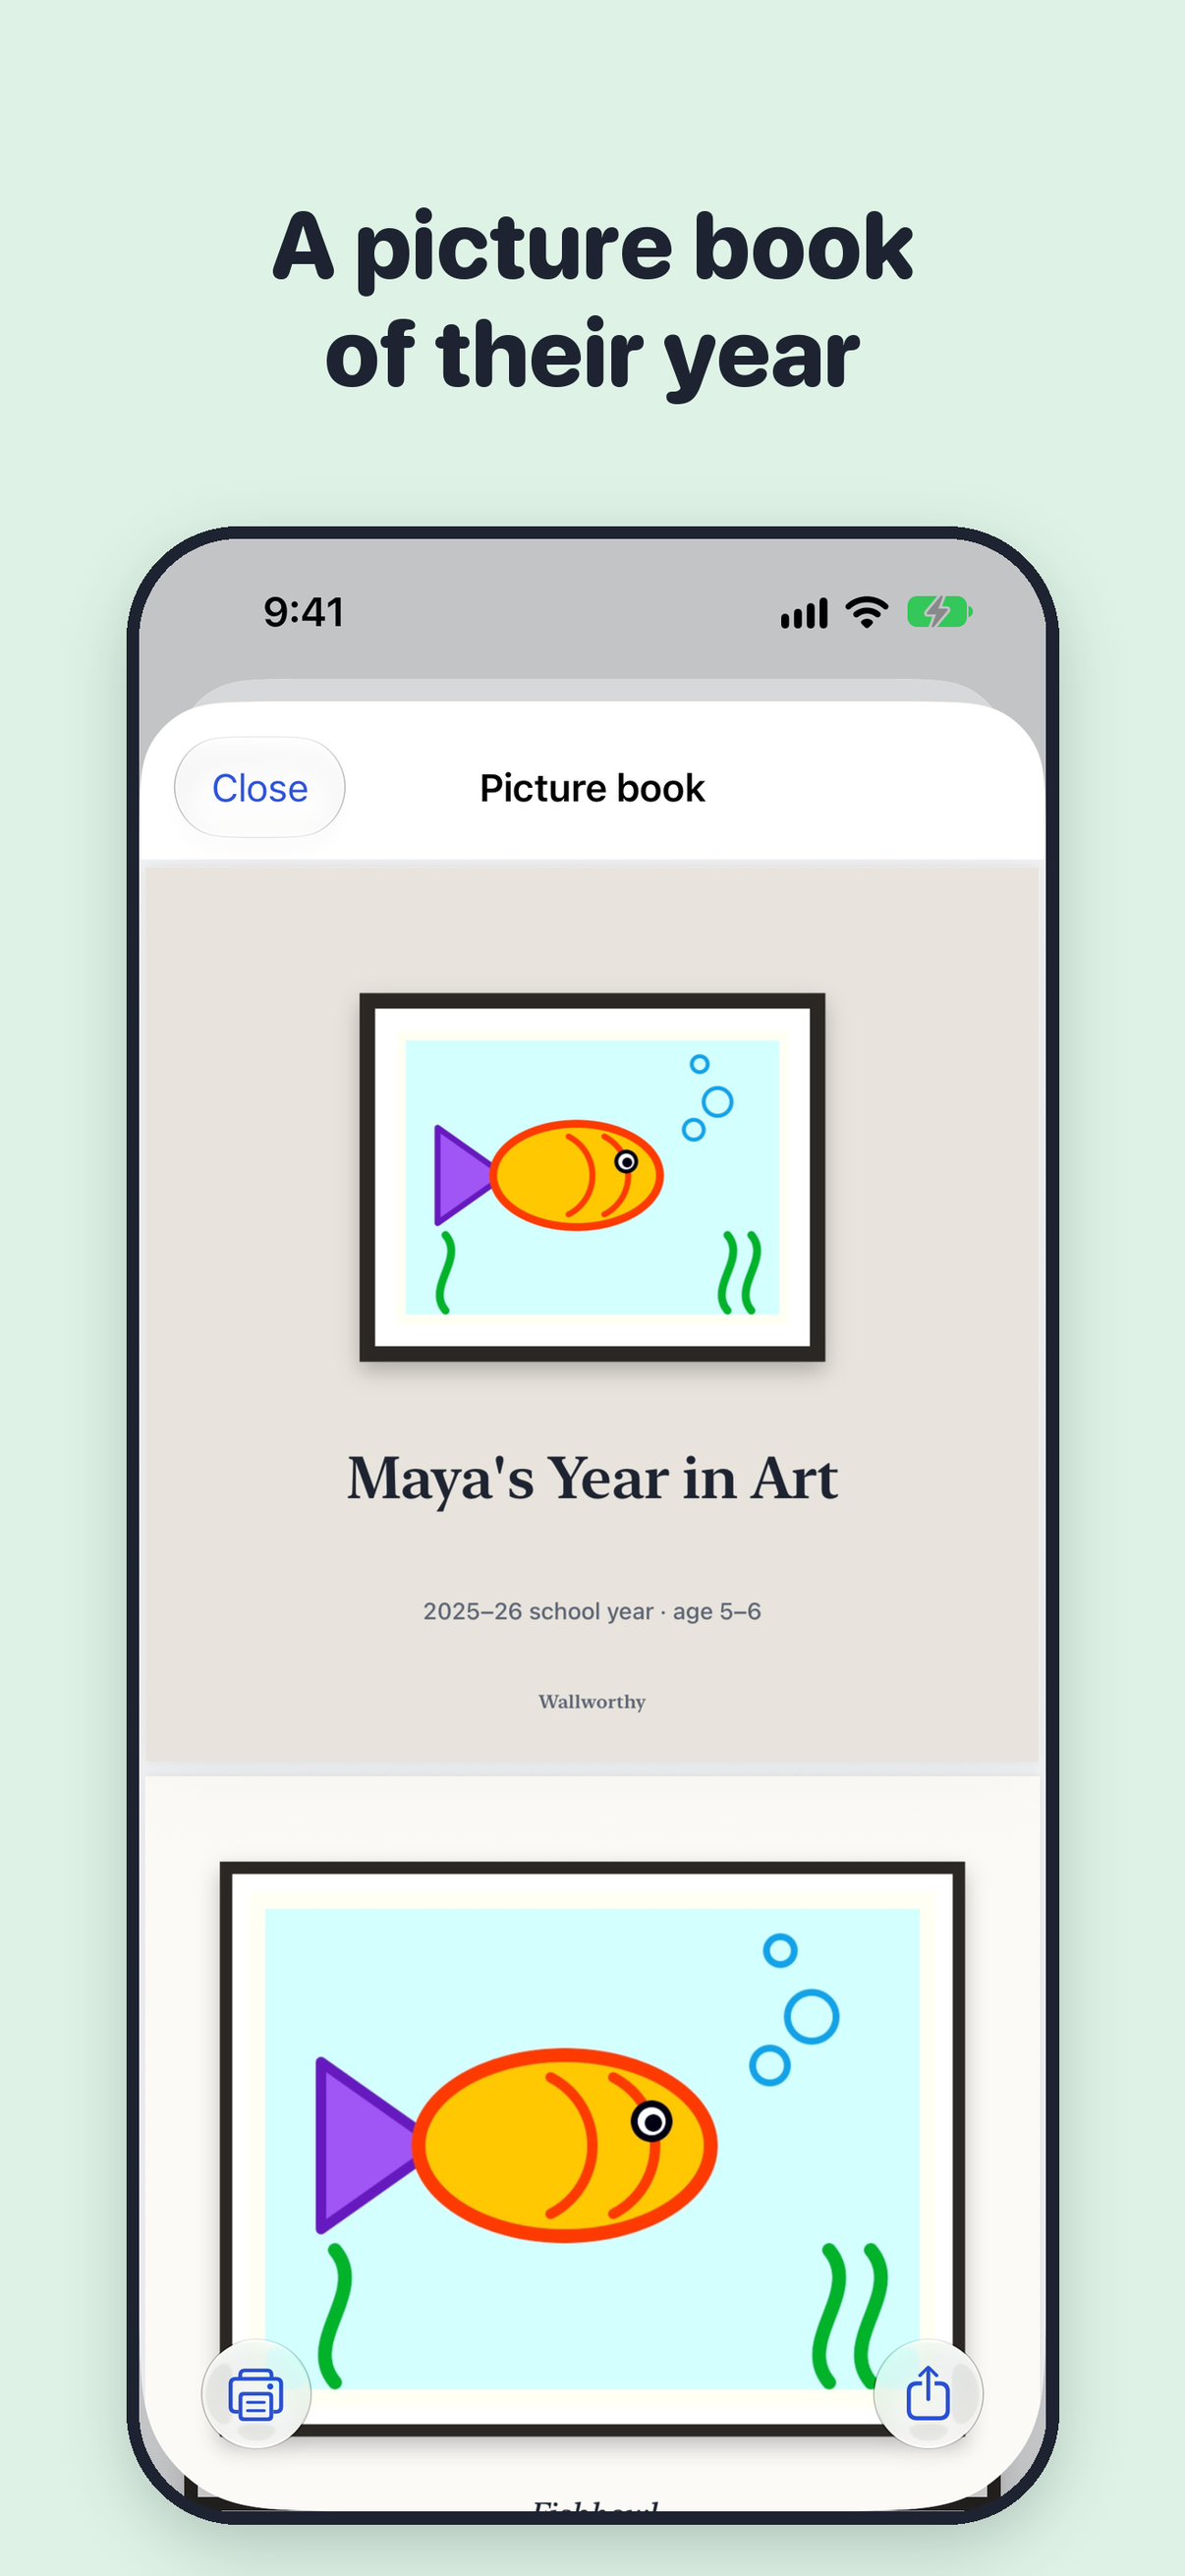 A picture book
of their year
9:41
Close
Picture book
Maya's Year in Art
2025–26 school year · age 5–6
Wallworthy
Fishbowl